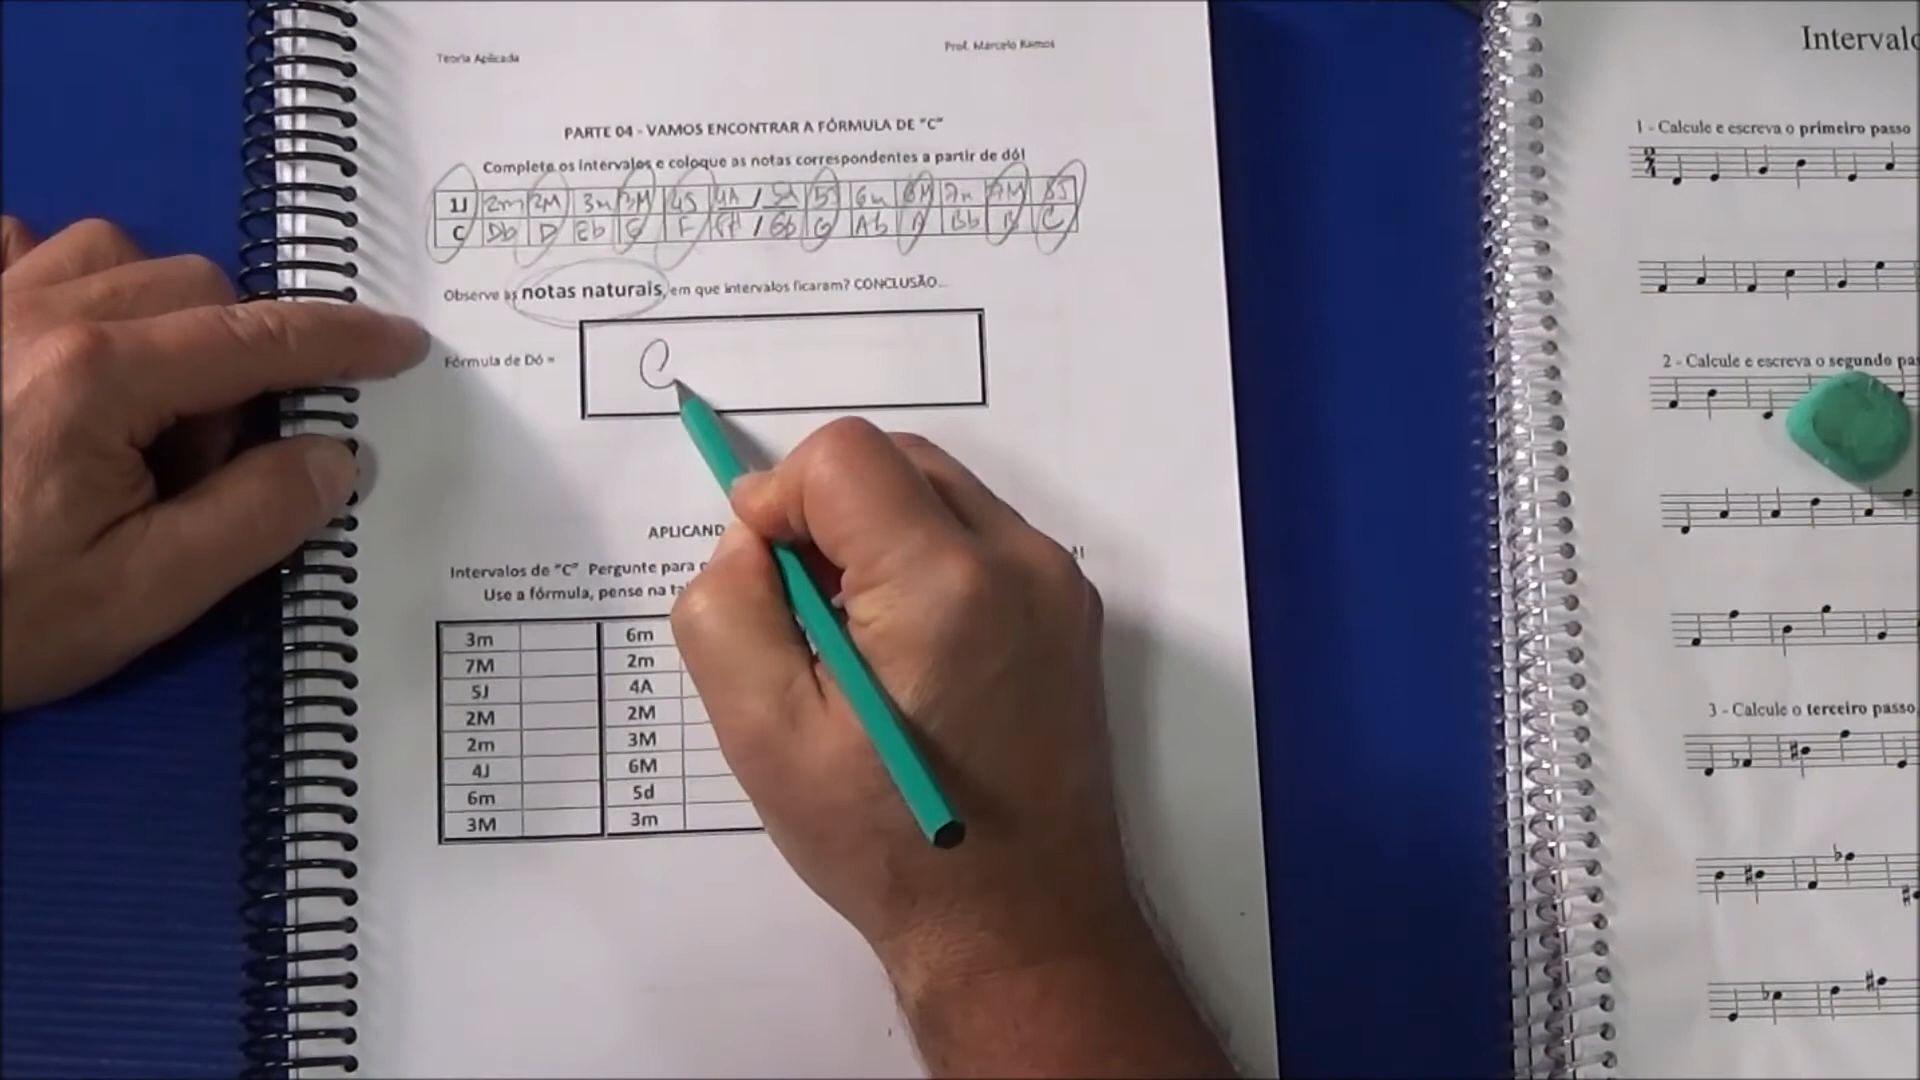 Teoria Aplicada
Prof. Marcelo Ramos
PARTE 04 - VAMOS ENCONTRAR A FÓRMULA DE "C"
Complete os intervalos e coloque as notas correspondentes a partir de dó!
1J 2m 2M 3m 3M 4J 4A / 5d 5J 6m 6M 7m 7M 8J
C Db D Eb E F F# / Gb G Ab A Bb B C
Observe as notas naturais, em que intervalos ficaram? CONCLUSÃO...
Fórmula de Dó =
C
APLICAND
Intervalos de "C" Pergunte para
Use a fórmula, pense na
3m 6m
7M 2m
5J 4A
2M 2M
2m 3M
4J 6M
6m 5d
3M 3m
Intervalo
1 - Calcule e escreva o primeiro passo
2 - Calcule e escreva o segundo pas
3 - Calcule o terceiro passo,